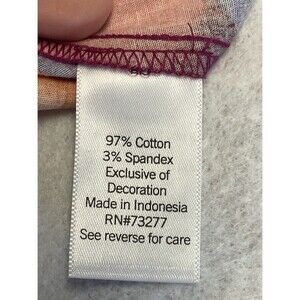 97% Cotton
3% Spandex
Exclusive of
Decoration
Made in Indonesia
RN#73277
See reverse for care